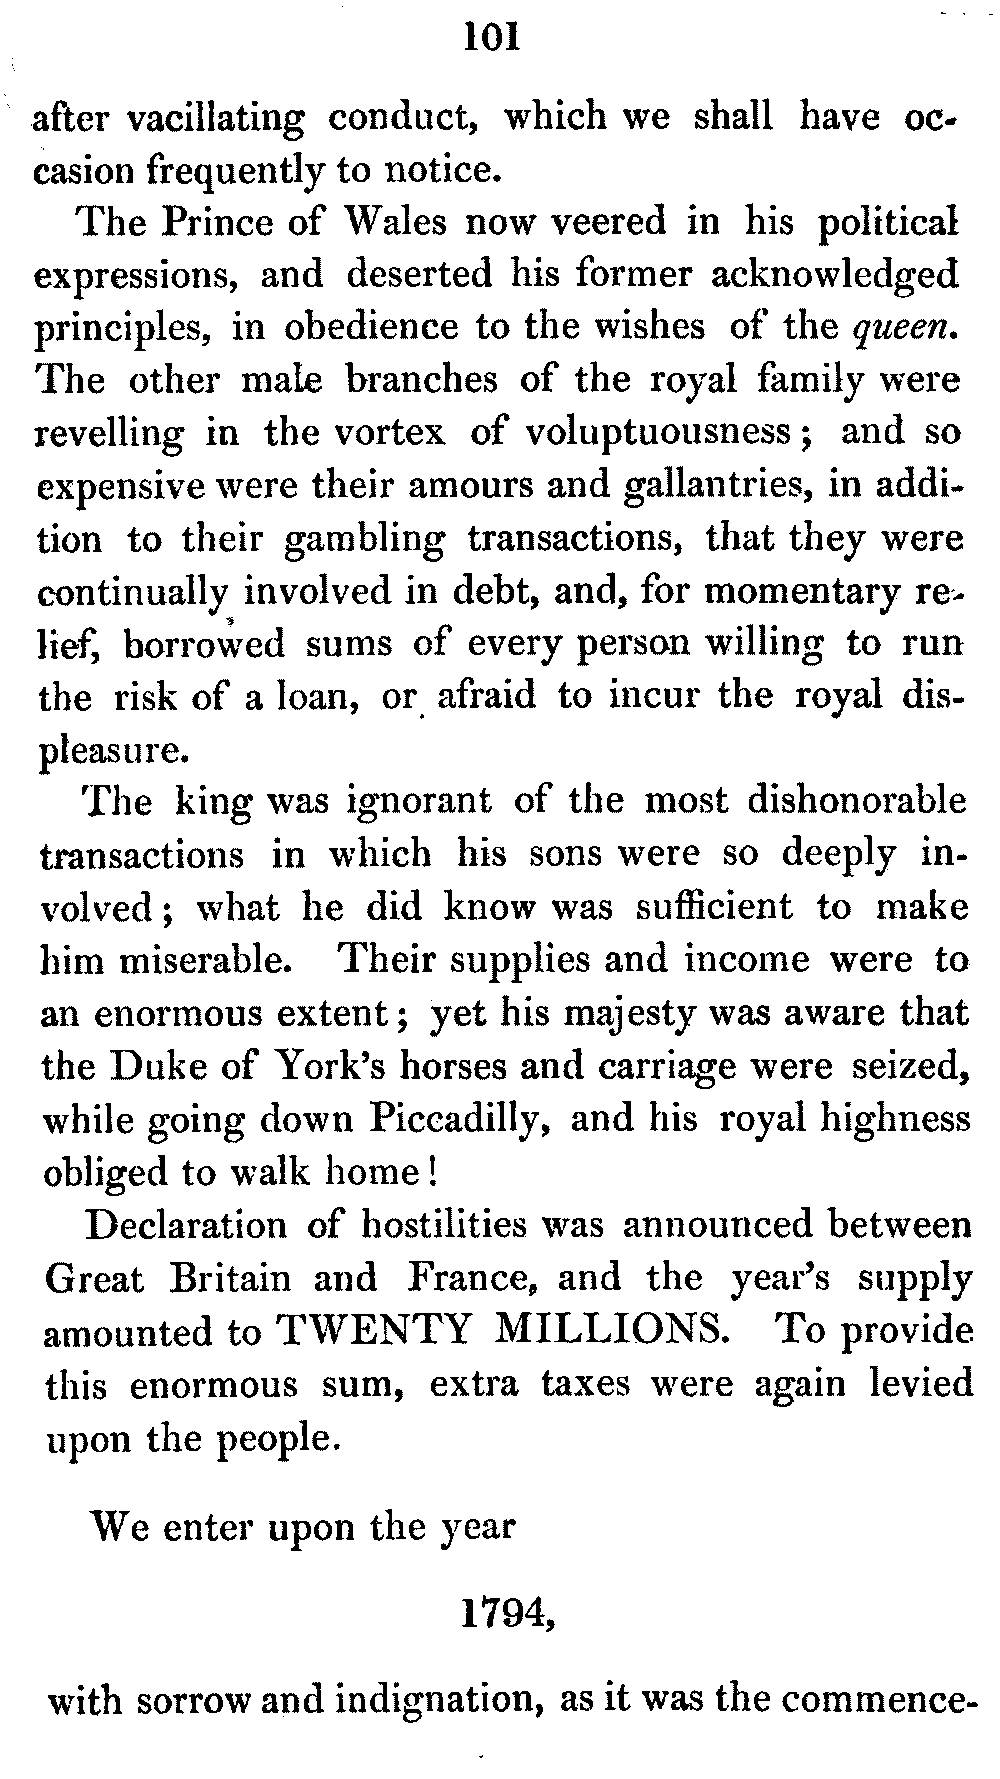 101
after vacillating conduct, which we shall have oc-
casion frequently to notice.
The Prince of Wales now veered in his political
expressions, and deserted his former acknowledged
principles, in obedience to the wishes of the queen.
The other male branches of the royal family were
revelling in the vortex of voluptuousness; and so
expensive were their amours and gallantries, in addi-
tion to their gambling transactions, that they were
continually involved in debt, and, for momentary re-
lief, borrowed sums of every person willing to run
the risk of a loan, or afraid to incur the royal dis-
pleasure.
The king was ignorant of the most dishonorable
transactions in which his sons were so deeply in-
volved; what he did know was sufficient to make
him miserable. Their supplies and income were to
an enormous extent; yet his majesty was aware that
the Duke of York's horses and carriage were seized,
while going down Piccadilly, and his royal highness
obliged to walk home!
Declaration of hostilities was announced between
Great Britain and France, and the year's supply
amounted to TWENTY MILLIONS. To provide
this enormous sum, extra taxes were again levied
upon the people.
We enter upon the year
1794,
with sorrow and indignation, as it was the commence-